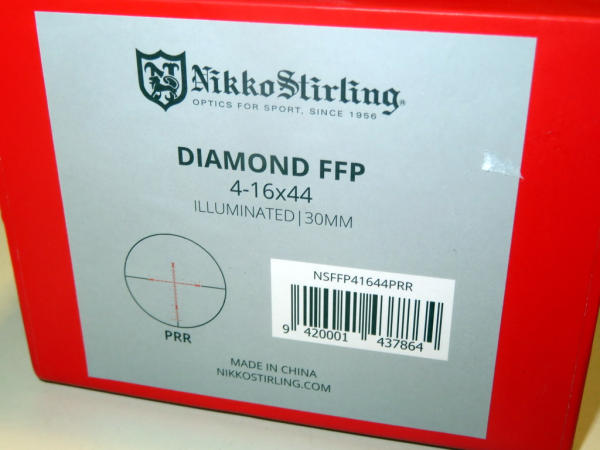 NikkoStirling®
OPTICS FOR SPORT, SINCE 1956
DIAMOND FFP
4-16x44
ILLUMINATED|30MM
PRR
NSFFP41644PRR
9 420001 437864
MADE IN CHINA
NIKKOSTIRLING.COM